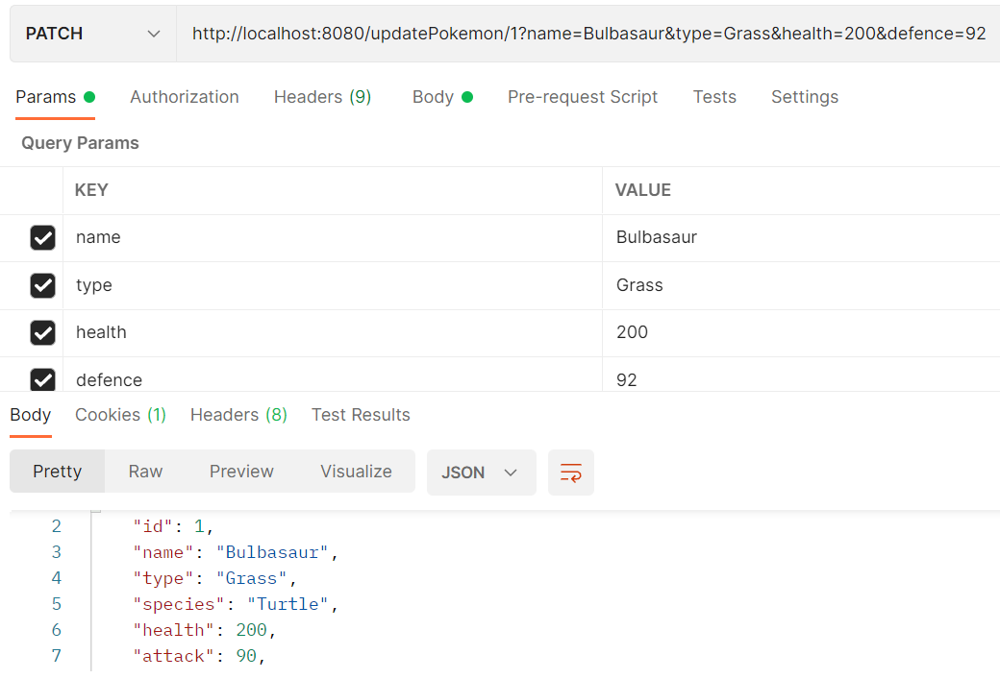 PATCH http://localhost:8080/updatePokemon/1?name=Bulbasaur&type=Grass&health=200&defence=92
Params Authorization Headers (9) Body Pre-request Script Tests Settings
Query Params
KEY VALUE
name Bulbasaur
type Grass
health 200
defence 92
Body Cookies (1) Headers (8) Test Results
Pretty Raw Preview Visualize JSON
2 "id": 1,
3 "name": "Bulbasaur",
4 "type": "Grass",
5 "species": "Turtle",
6 "health": 200,
7 "attack": 90,